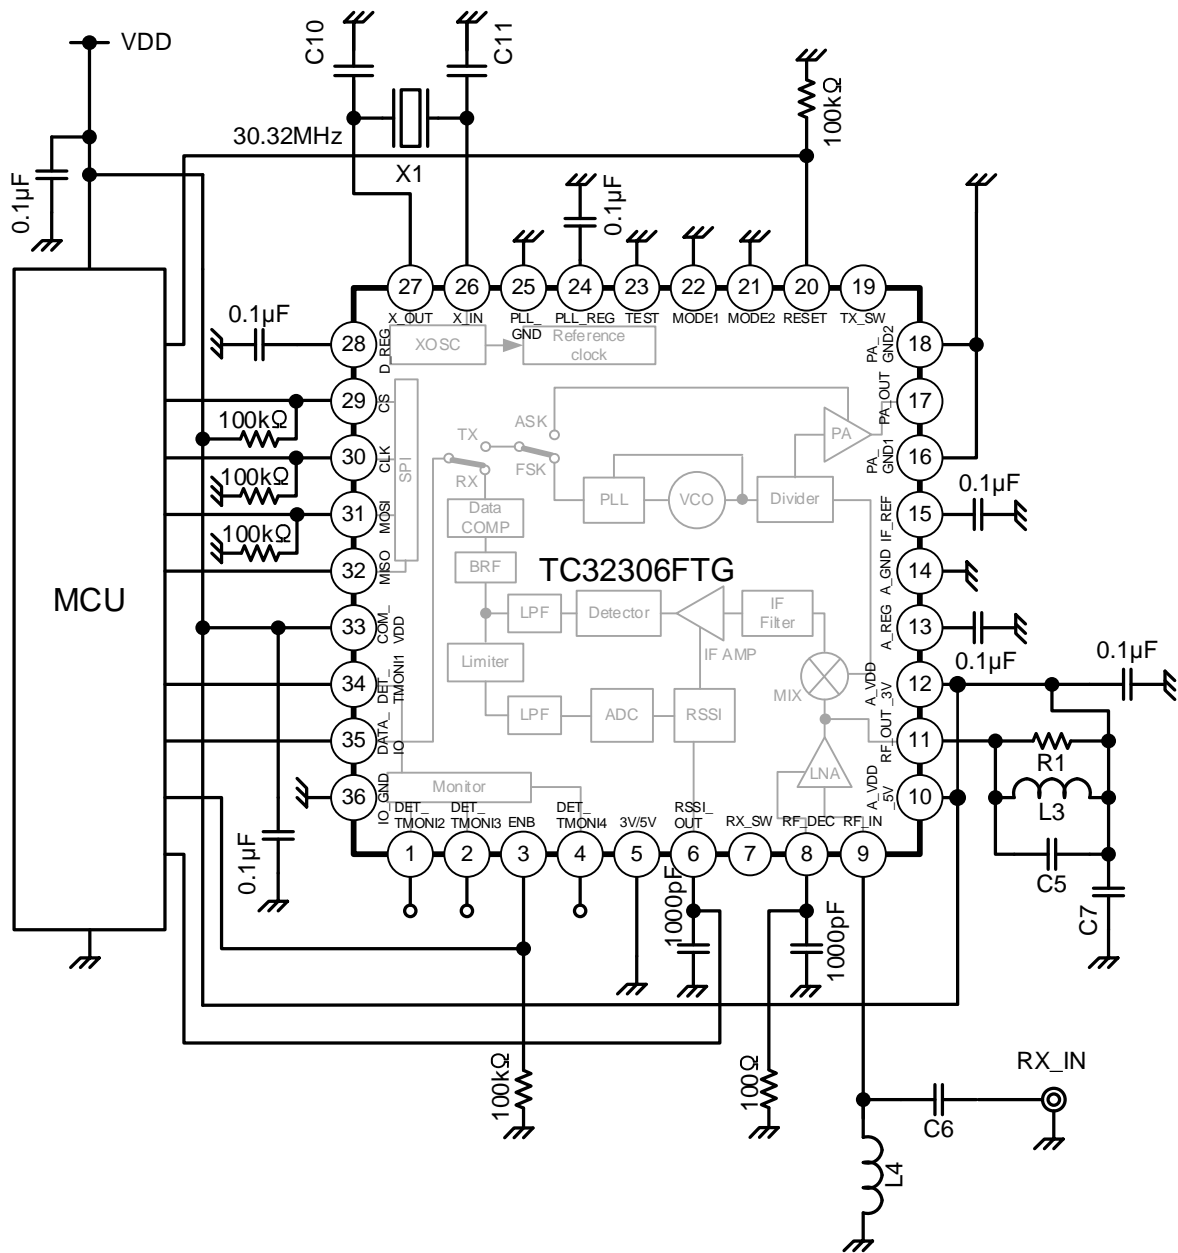 VDD
C10
C11
100kΩ
30.32MHz
X1
0.1µF
0.1µF
27
26
25
24
23
22
21
20
19
X_OUT
X_IN
PLL_
GND
PLL_REG
TEST
MODE1
MODE2
RESET
TX_SW
0.1µF
28
D_REG
XOSC
Reference
clock
PA_
GND2
18
29
CS
100kΩ
PA_OUT
17
ASK
TX
FSK
RX
PA
30
CLK
100kΩ
SPI
PA_
GND1
16
PLL
VCO
Divider
31
MOSI
100kΩ
Data
COMP
IF_REF
15
0.1µF
32
MISO
BRF
TC32306FTG
A_GND
14
MCU
33
COM_
VDD
LPF
Detector
IF AMP
IF
Filter
A_REG
13
0.1µF
0.1µF
34
DET_
TMONI1
Limiter
MIX
A_VDD
_3V
12
35
DATA_
IO
LPF
ADC
RSSI
RF_OUT
11
R1
LNA
L3
36
IO_GND
Monitor
A_VDD
_5V
10
DET_
TMONI2
DET_
TMONI3
ENB
DET_
TMONI4
3V/5V
RSSI_
OUT
RX_SW
RF_DEC
RF_IN
1
2
3
4
5
6
7
8
9
C5
C7
0.1µF
1000pF
1000pF
100kΩ
100Ω
RX_IN
C6
L4